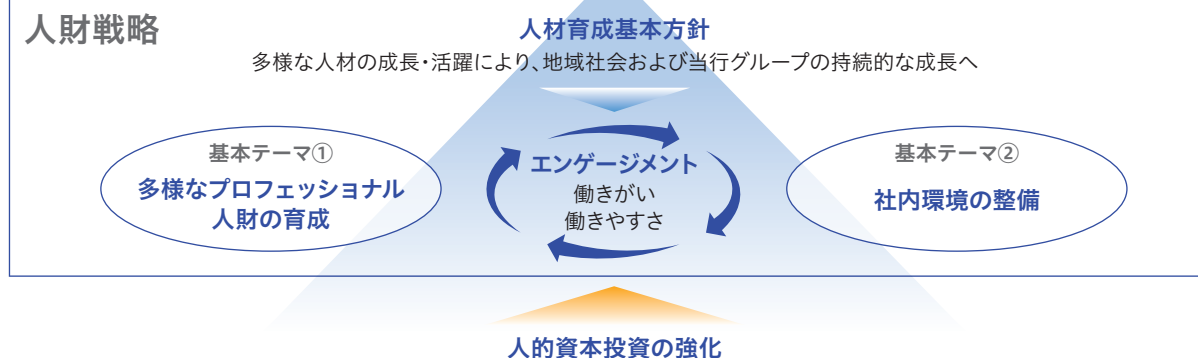 人財戦略
人材育成基本方針
多様な人材の成長・活躍により、地域社会および当行グループの持続的な成長へ
基本テーマ①
多様なプロフェッショナル
人財の育成
エンゲージメント
働きがい
働きやすさ
基本テーマ②
社内環境の整備
人的資本投資の強化